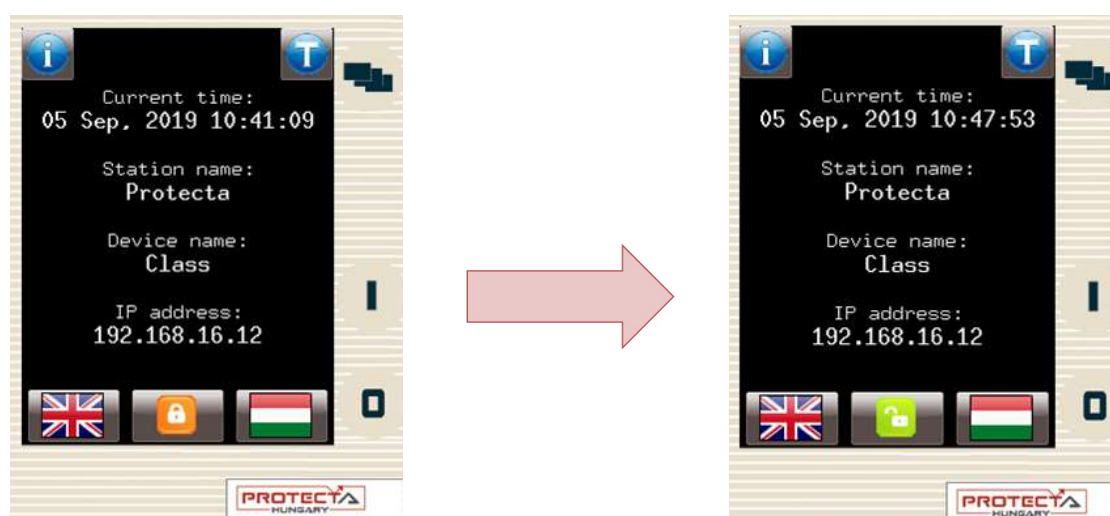 i T
Current time:
05 Sep, 2019 10:41:09
Station name:
Protecta
Device name:
Class
IP address:
192.168.16.12
I
O
PROTECTA
HUNGARY
i T
Current time:
05 Sep, 2019 10:47:53
Station name:
Protecta
Device name:
Class
IP address:
192.168.16.12
I
O
PROTECTA
HUNGARY